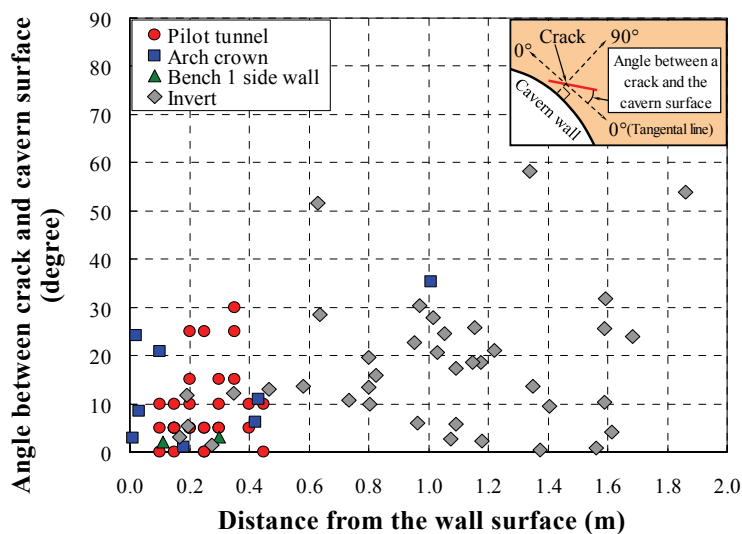 Angle between crack and cavern surface
(degree)
90
80
70
60
50
40
30
20
10
0
Pilot tunnel
Arch crown
Bench 1 side wall
Invert
Crack
0°
90°
Angle between a
crack and the
cavern surface
Cavern wall
0° (Tangental line)
0.0 0.2 0.4 0.6 0.8 1.0 1.2 1.4 1.6 1.8 2.0
Distance from the wall surface (m)